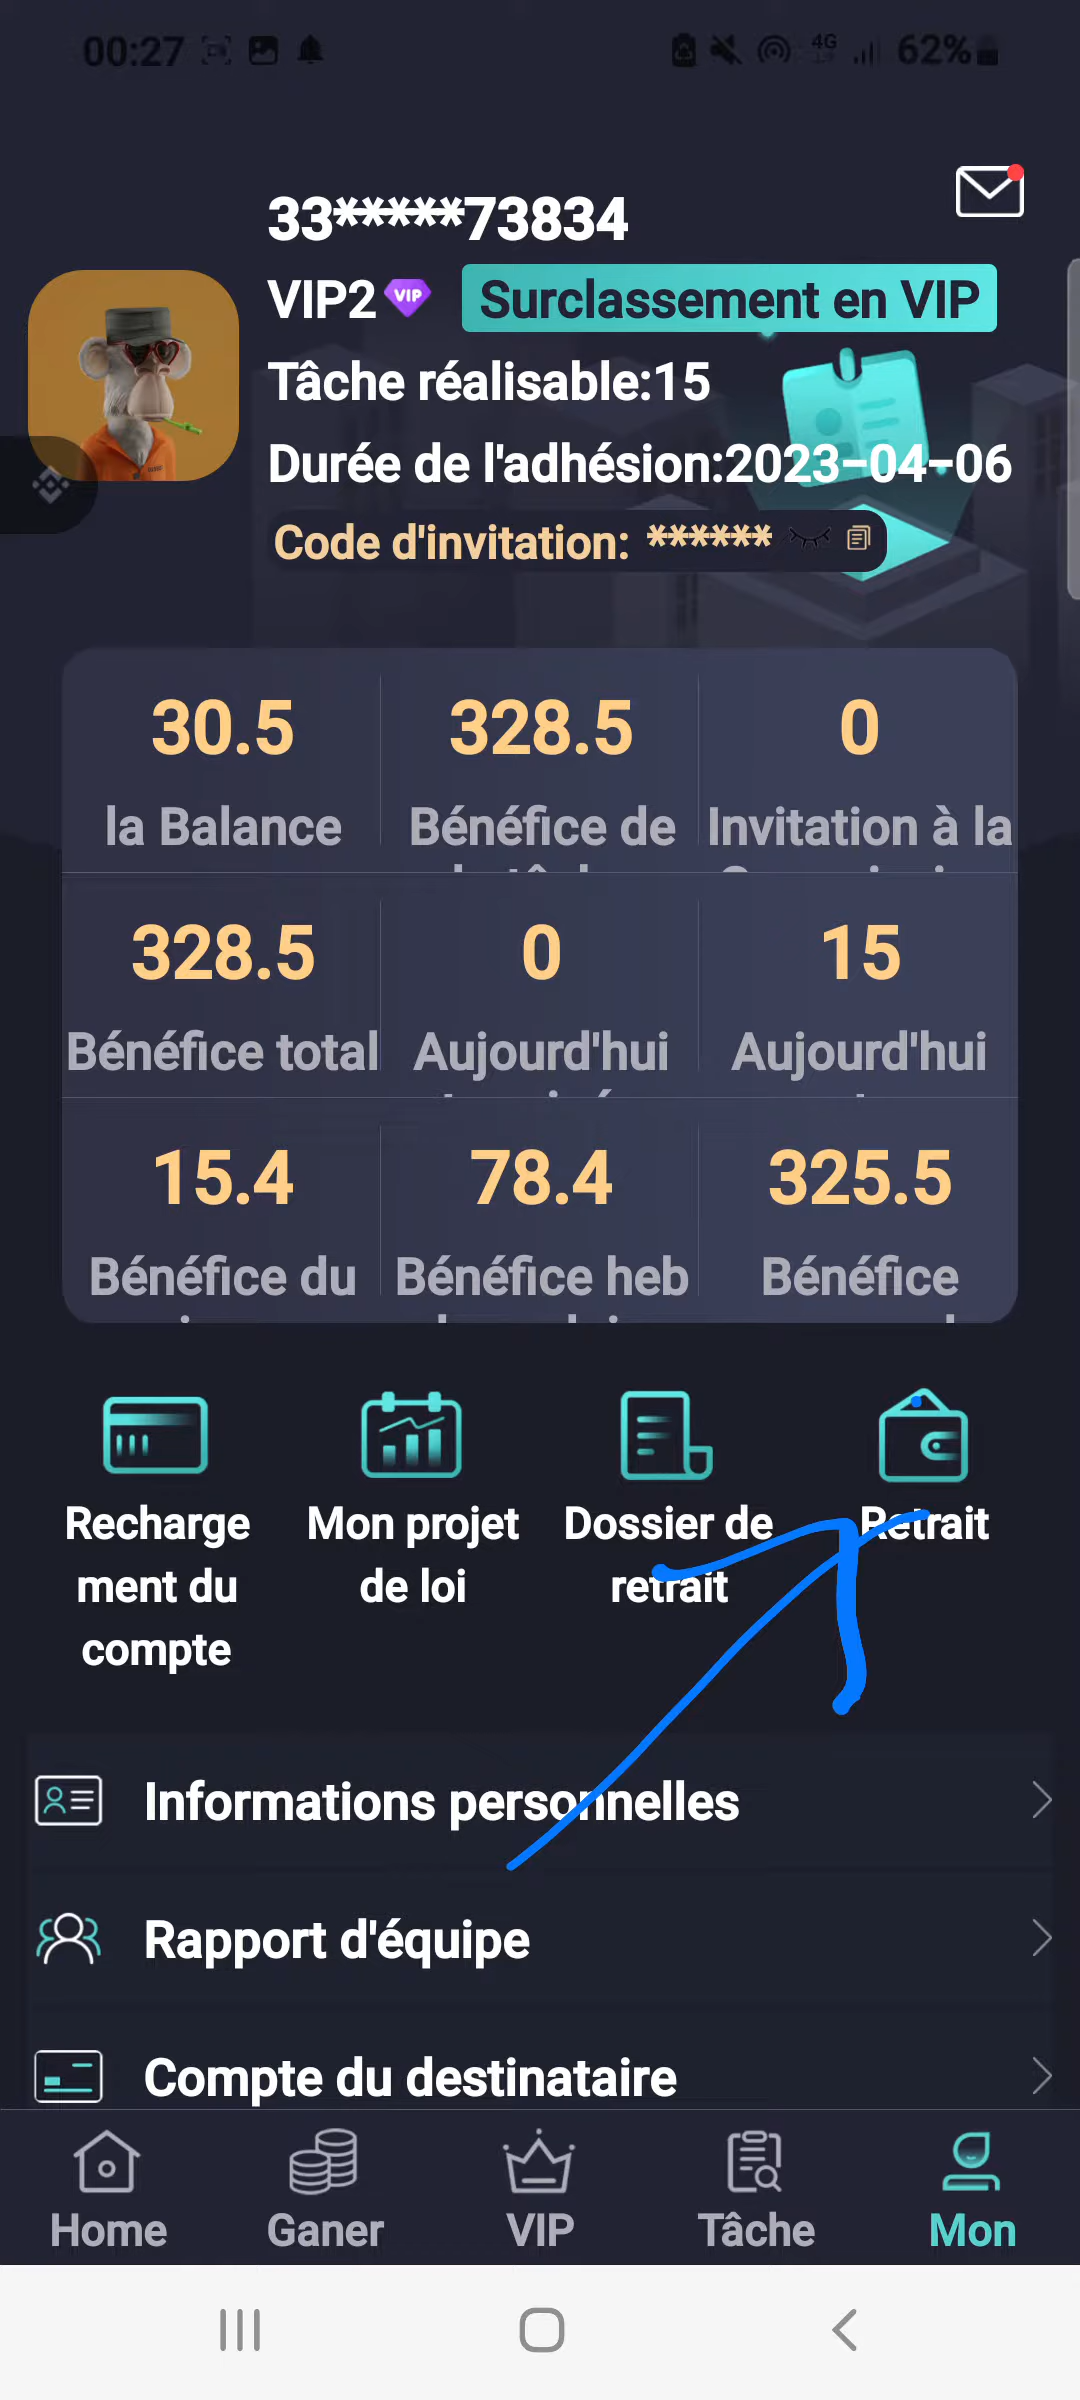 00:27 4G 62%
33*****73834
VIP2 VIP Surclassement en VIP
Tâche réalisable:15
Durée de l'adhésion:2023-04-06
Code d'invitation: ******
30.5 328.5 0
la Balance Bénéfice de Invitation à la
328.5 0 15
Bénéfice total Aujourd'hui Aujourd'hui
15.4 78.4 325.5
Bénéfice du Bénéfice heb Bénéfice
Recharge
ment du
compte
Mon projet
de loi
Dossier de
retrait
Retrait
Informations personnelles
Rapport d'équipe
Compte du destinataire
Home Ganer VIP Tâche Mon